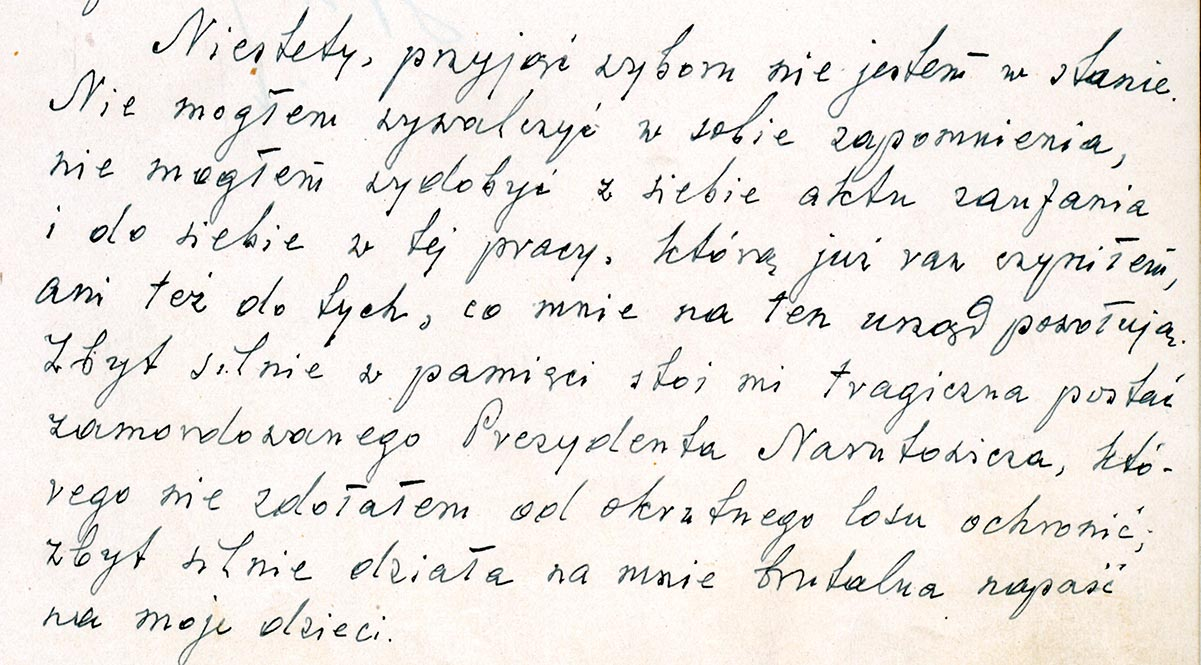 Niestety, przyjąć wyboru nie jestem w stanie.
Nie mogłem wywalczyć w sobie zapomnienia,
nie mogłem wydobyć z siebie aktu zaufania
i do siebie w tej pracy, którą już raz czyniłem,
ani też do tych, co mnie na ten urząd powołują.
Zbyt silnie w pamięci stoi mi tragiczna postać
zamordowanego Prezydenta Narutowicza, któ-
rego nie zdołałem od okrutnego losu ochronić;
zbyt silnie działa na mnie brutalna napaść
na moje dzieci.